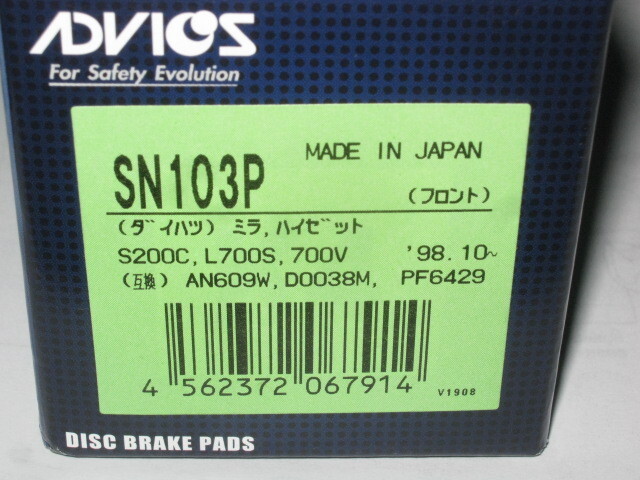 ADVICS
For Safety Evolution
MADE IN JAPAN
SN103P
(フロント)
(ダイハツ) ミラ,ハイゼット
S200C,L700S,700V '98.10~
(互換) AN609W,D0038M, PF6429
4 562372 067914
V1908
DISC BRAKE PADS